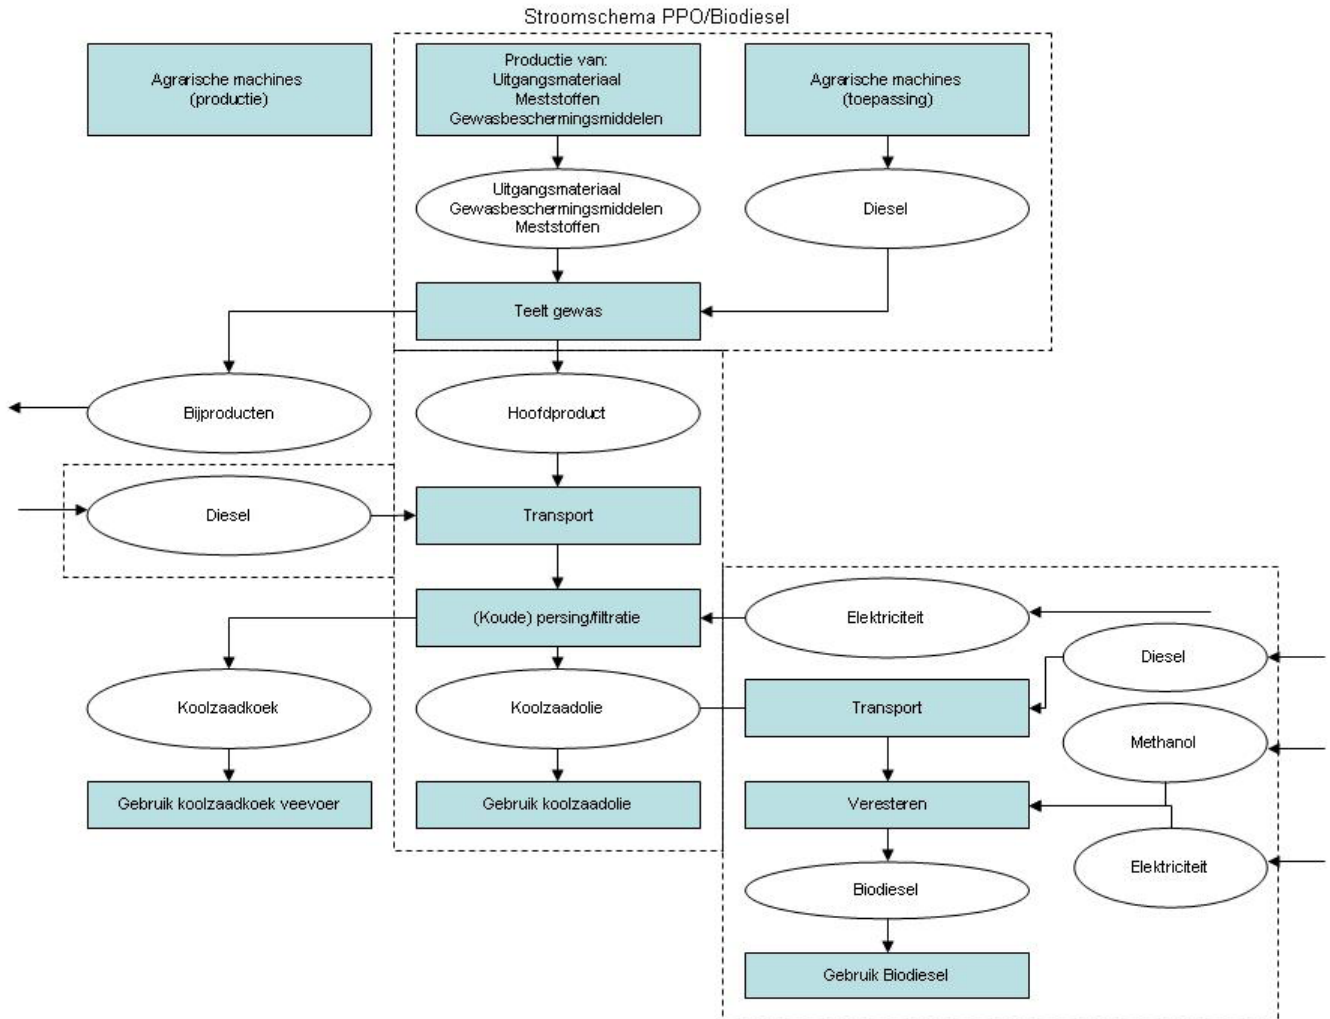 Stroomschema PPO/Biodiesel
Agrarische machines
(productie)
Productie van:
Uitgangsmateriaal
Meststoffen
Gewasbeschermingsmiddelen
Agrarische machines
(toepassing)
Uitgangsmateriaal
Gewasbeschermingsmiddelen
Meststoffen
Diesel
Teelt gewas
Bijproducten
Hoofdproduct
Diesel
Transport
(Koude) persing/filtratie
Elektriciteit
Diesel
Koolzaadkoek
Koolzaadolie
Transport
Methanol
Gebruik koolzaadkoek veevoer
Gebruik koolzaadolie
Veresteren
Elektriciteit
Biodiesel
Gebruik Biodiesel